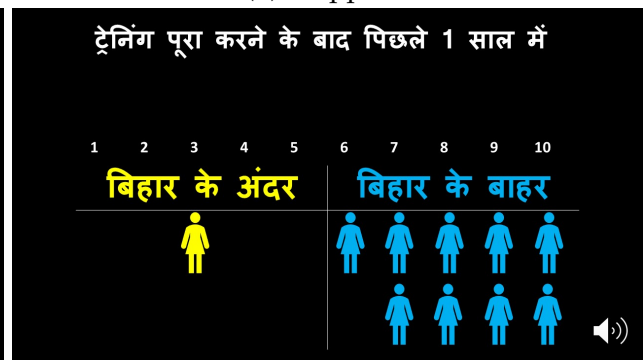 ट्रेनिंग पूरा करने के बाद पिछले 1 साल में
1 2 3 4 5 6 7 8 9 10
बिहार के अंदर बिहार के बाहर